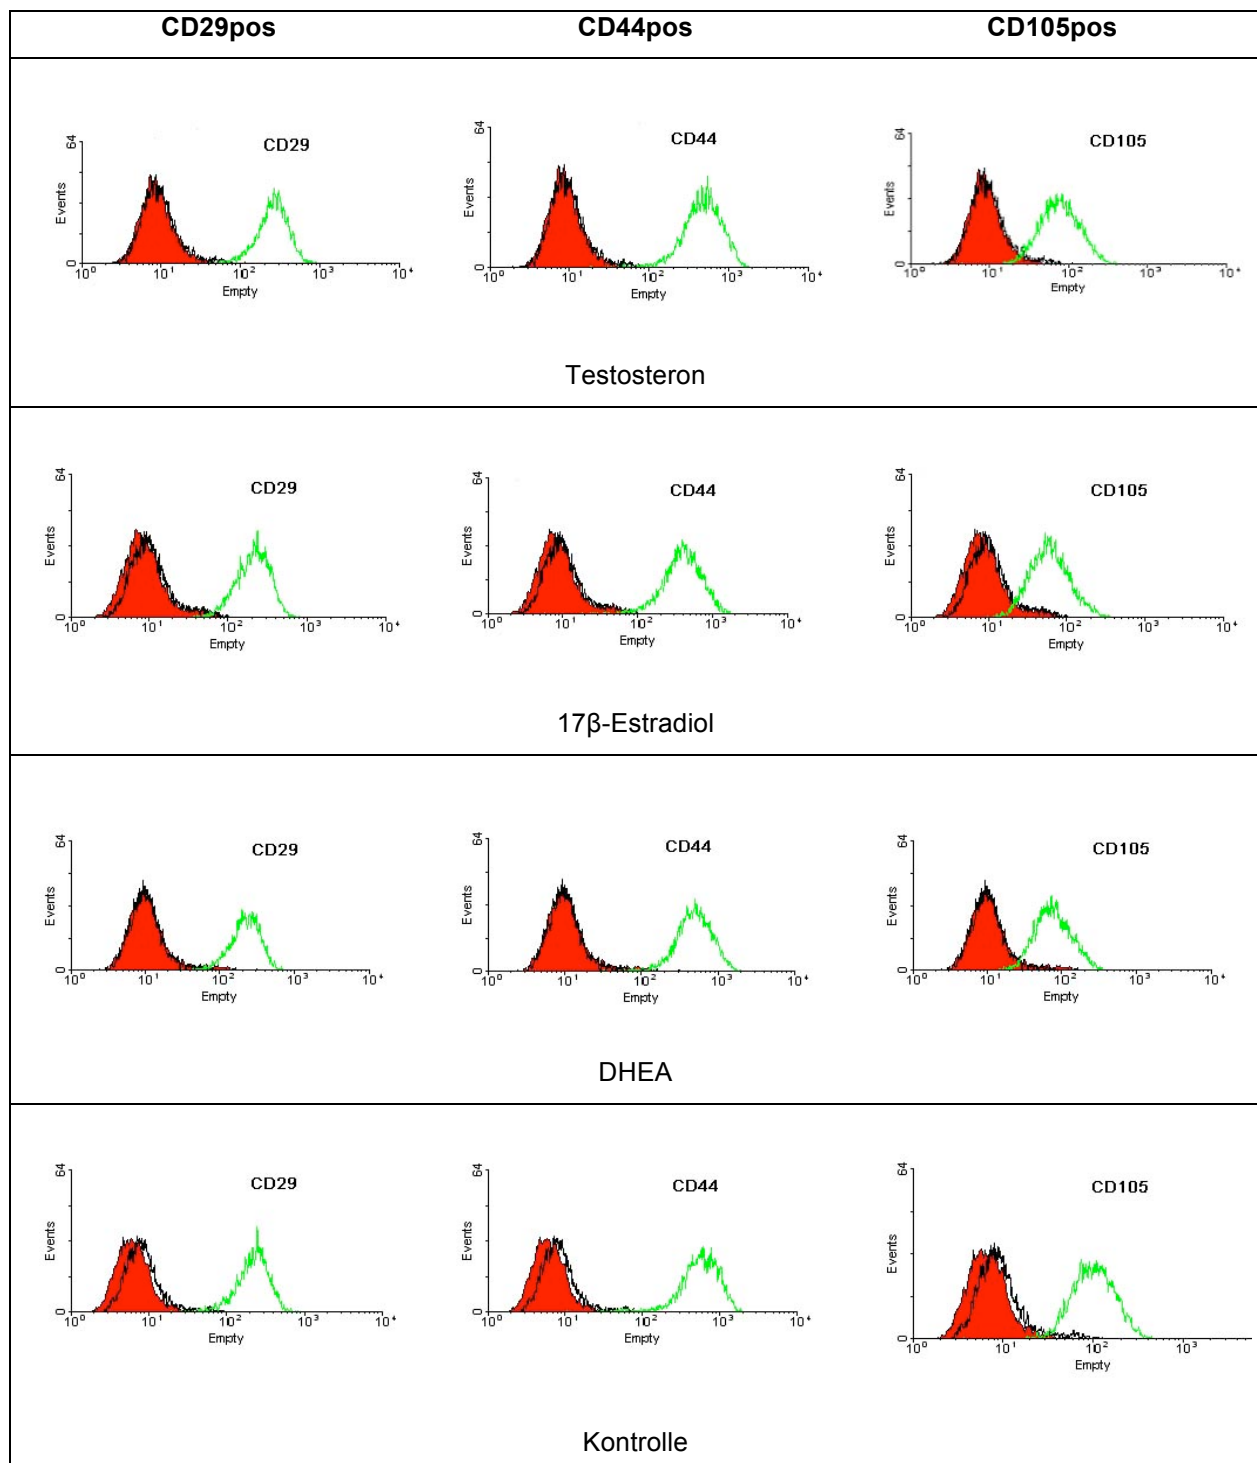 CD29pos CD44pos CD105pos
CD29 CD44 CD105
64 64 64
Events Events Events
0 0 0
10⁰ 10¹ 10² 10³ 10⁴ 10⁰ 10¹ 10² 10³ 10⁴ 10⁰ 10¹ 10² 10³ 10⁴
Empty Empty Empty
Testosteron
CD29 CD44 CD105
64 64 64
Events Events Events
0 0 0
10⁰ 10¹ 10² 10³ 10⁴ 10⁰ 10¹ 10² 10³ 10⁴ 10⁰ 10¹ 10² 10³ 10⁴
Empty Empty Empty
17β-Estradiol
CD29 CD44 CD105
64 64 64
Events Events Events
0 0 0
10⁰ 10¹ 10² 10³ 10⁴ 10⁰ 10¹ 10² 10³ 10⁴ 10⁰ 10¹ 10² 10³ 10⁴
Empty Empty Empty
DHEA
CD29 CD44 CD105
64 64 64
Events Events Events
0 0 0
10⁰ 10¹ 10² 10³ 10⁴ 10⁰ 10¹ 10² 10³ 10⁴ 10⁰ 10¹ 10² 10³
Empty Empty Empty
Kontrolle